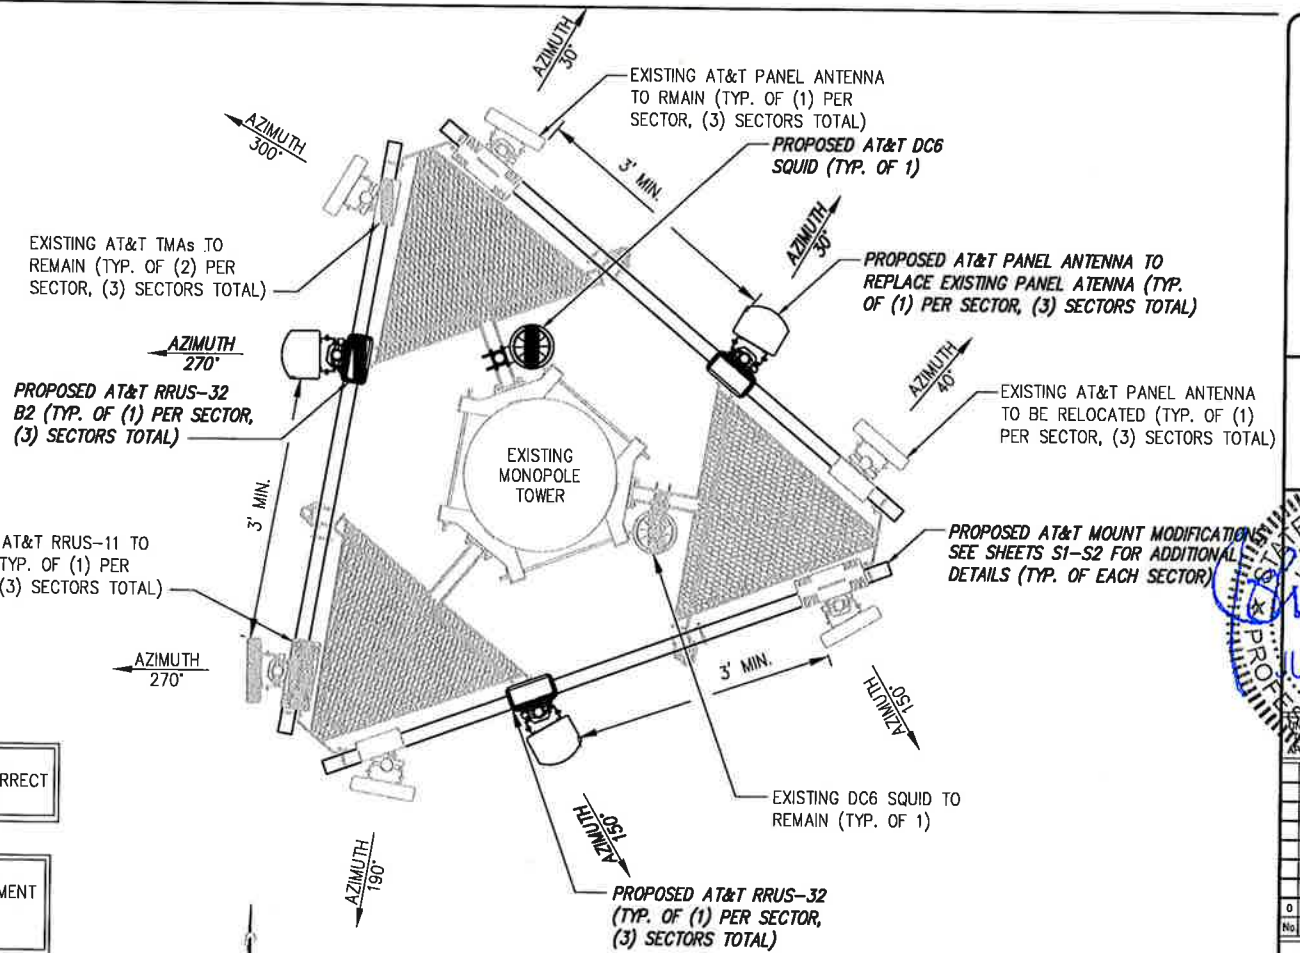 AZIMUTH
30°
EXISTING AT&T PANEL ANTENNA
TO RMAIN (TYP. OF (1) PER
SECTOR, (3) SECTORS TOTAL)
AZIMUTH
300°
PROPOSED AT&T DC6
SQUID (TYP. OF 1)
3' MIN.
AZIMUTH
30°
EXISTING AT&T TMAs TO
REMAIN (TYP. OF (2) PER
SECTOR, (3) SECTORS TOTAL)
PROPOSED AT&T PANEL ANTENNA TO
REPLACE EXISTING PANEL ATENNA (TYP.
OF (1) PER SECTOR, (3) SECTORS TOTAL)
AZIMUTH
270°
AZIMUTH
40°
PROPOSED AT&T RRUS-32
B2 (TYP. OF (1) PER SECTOR,
(3) SECTORS TOTAL)
EXISTING AT&T PANEL ANTENNA
TO BE RELOCATED (TYP. OF (1)
PER SECTOR, (3) SECTORS TOTAL)
EXISTING
MONOPOLE
TOWER
3' MIN.
AT&T RRUS-11 TO
TYP. OF (1) PER
(3) SECTORS TOTAL)
PROPOSED AT&T MOUNT MODIFICATIONS
SEE SHEETS S1-S2 FOR ADDITIONAL
DETAILS (TYP. OF EACH SECTOR)
AZIMUTH
270°
3' MIN.
AZIMUTH
150°
RRECT
EXISTING DC6 SQUID TO
REMAIN (TYP. OF 1)
AZIMUTH
150°
AZIMUTH
190°
MENT
PROPOSED AT&T RRUS-32
(TYP. OF (1) PER SECTOR,
(3) SECTORS TOTAL)
STATE
PROFE
0
No.